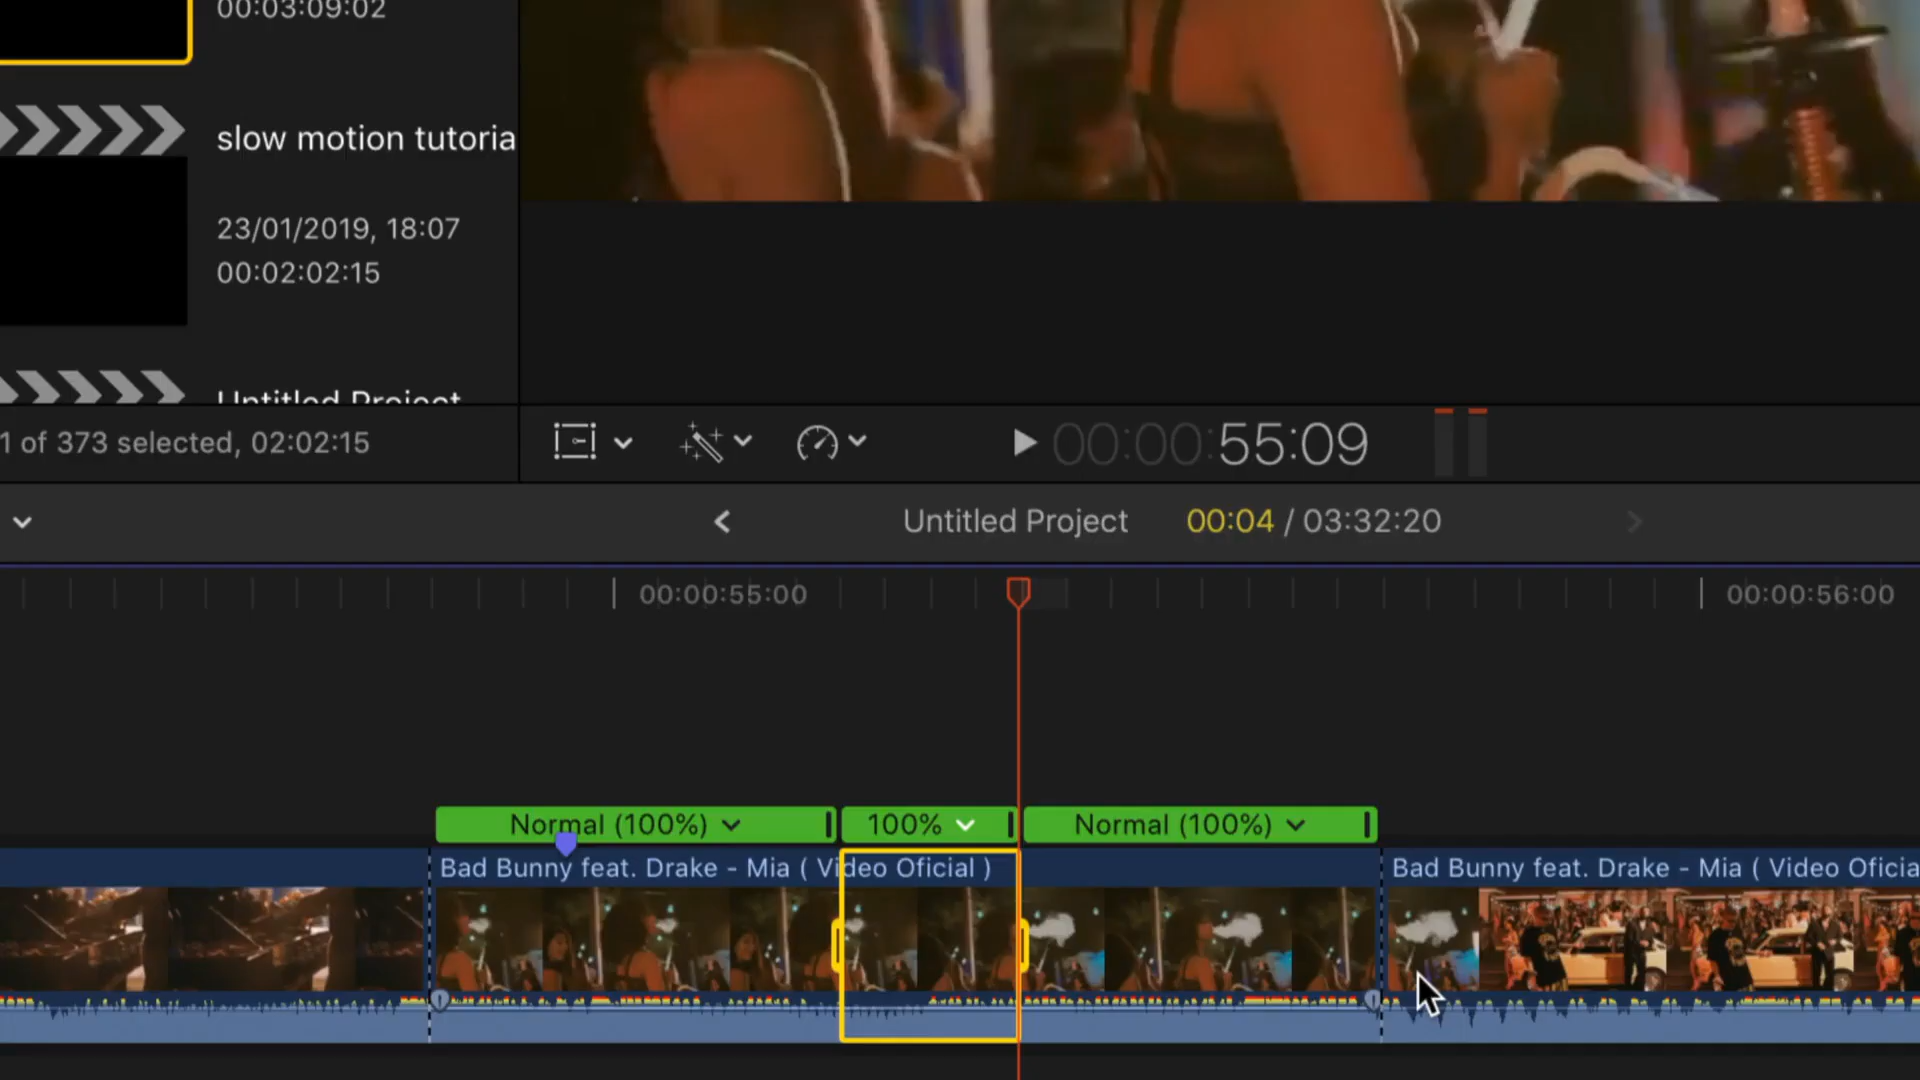 00:03:09:02
slow motion tutoria
23/01/2019, 18:07
00:02:02:15
Untitled Project
1 of 373 selected, 02:02:15
00:00:55:09
Untitled Project 00:04 / 03:32:20
00:00:55:00 00:00:56:00
Normal (100%) 100% Normal (100%)
Bad Bunny feat. Drake - Mia ( Video Oficial ) Bad Bunny feat. Drake - Mia ( Video Oficia